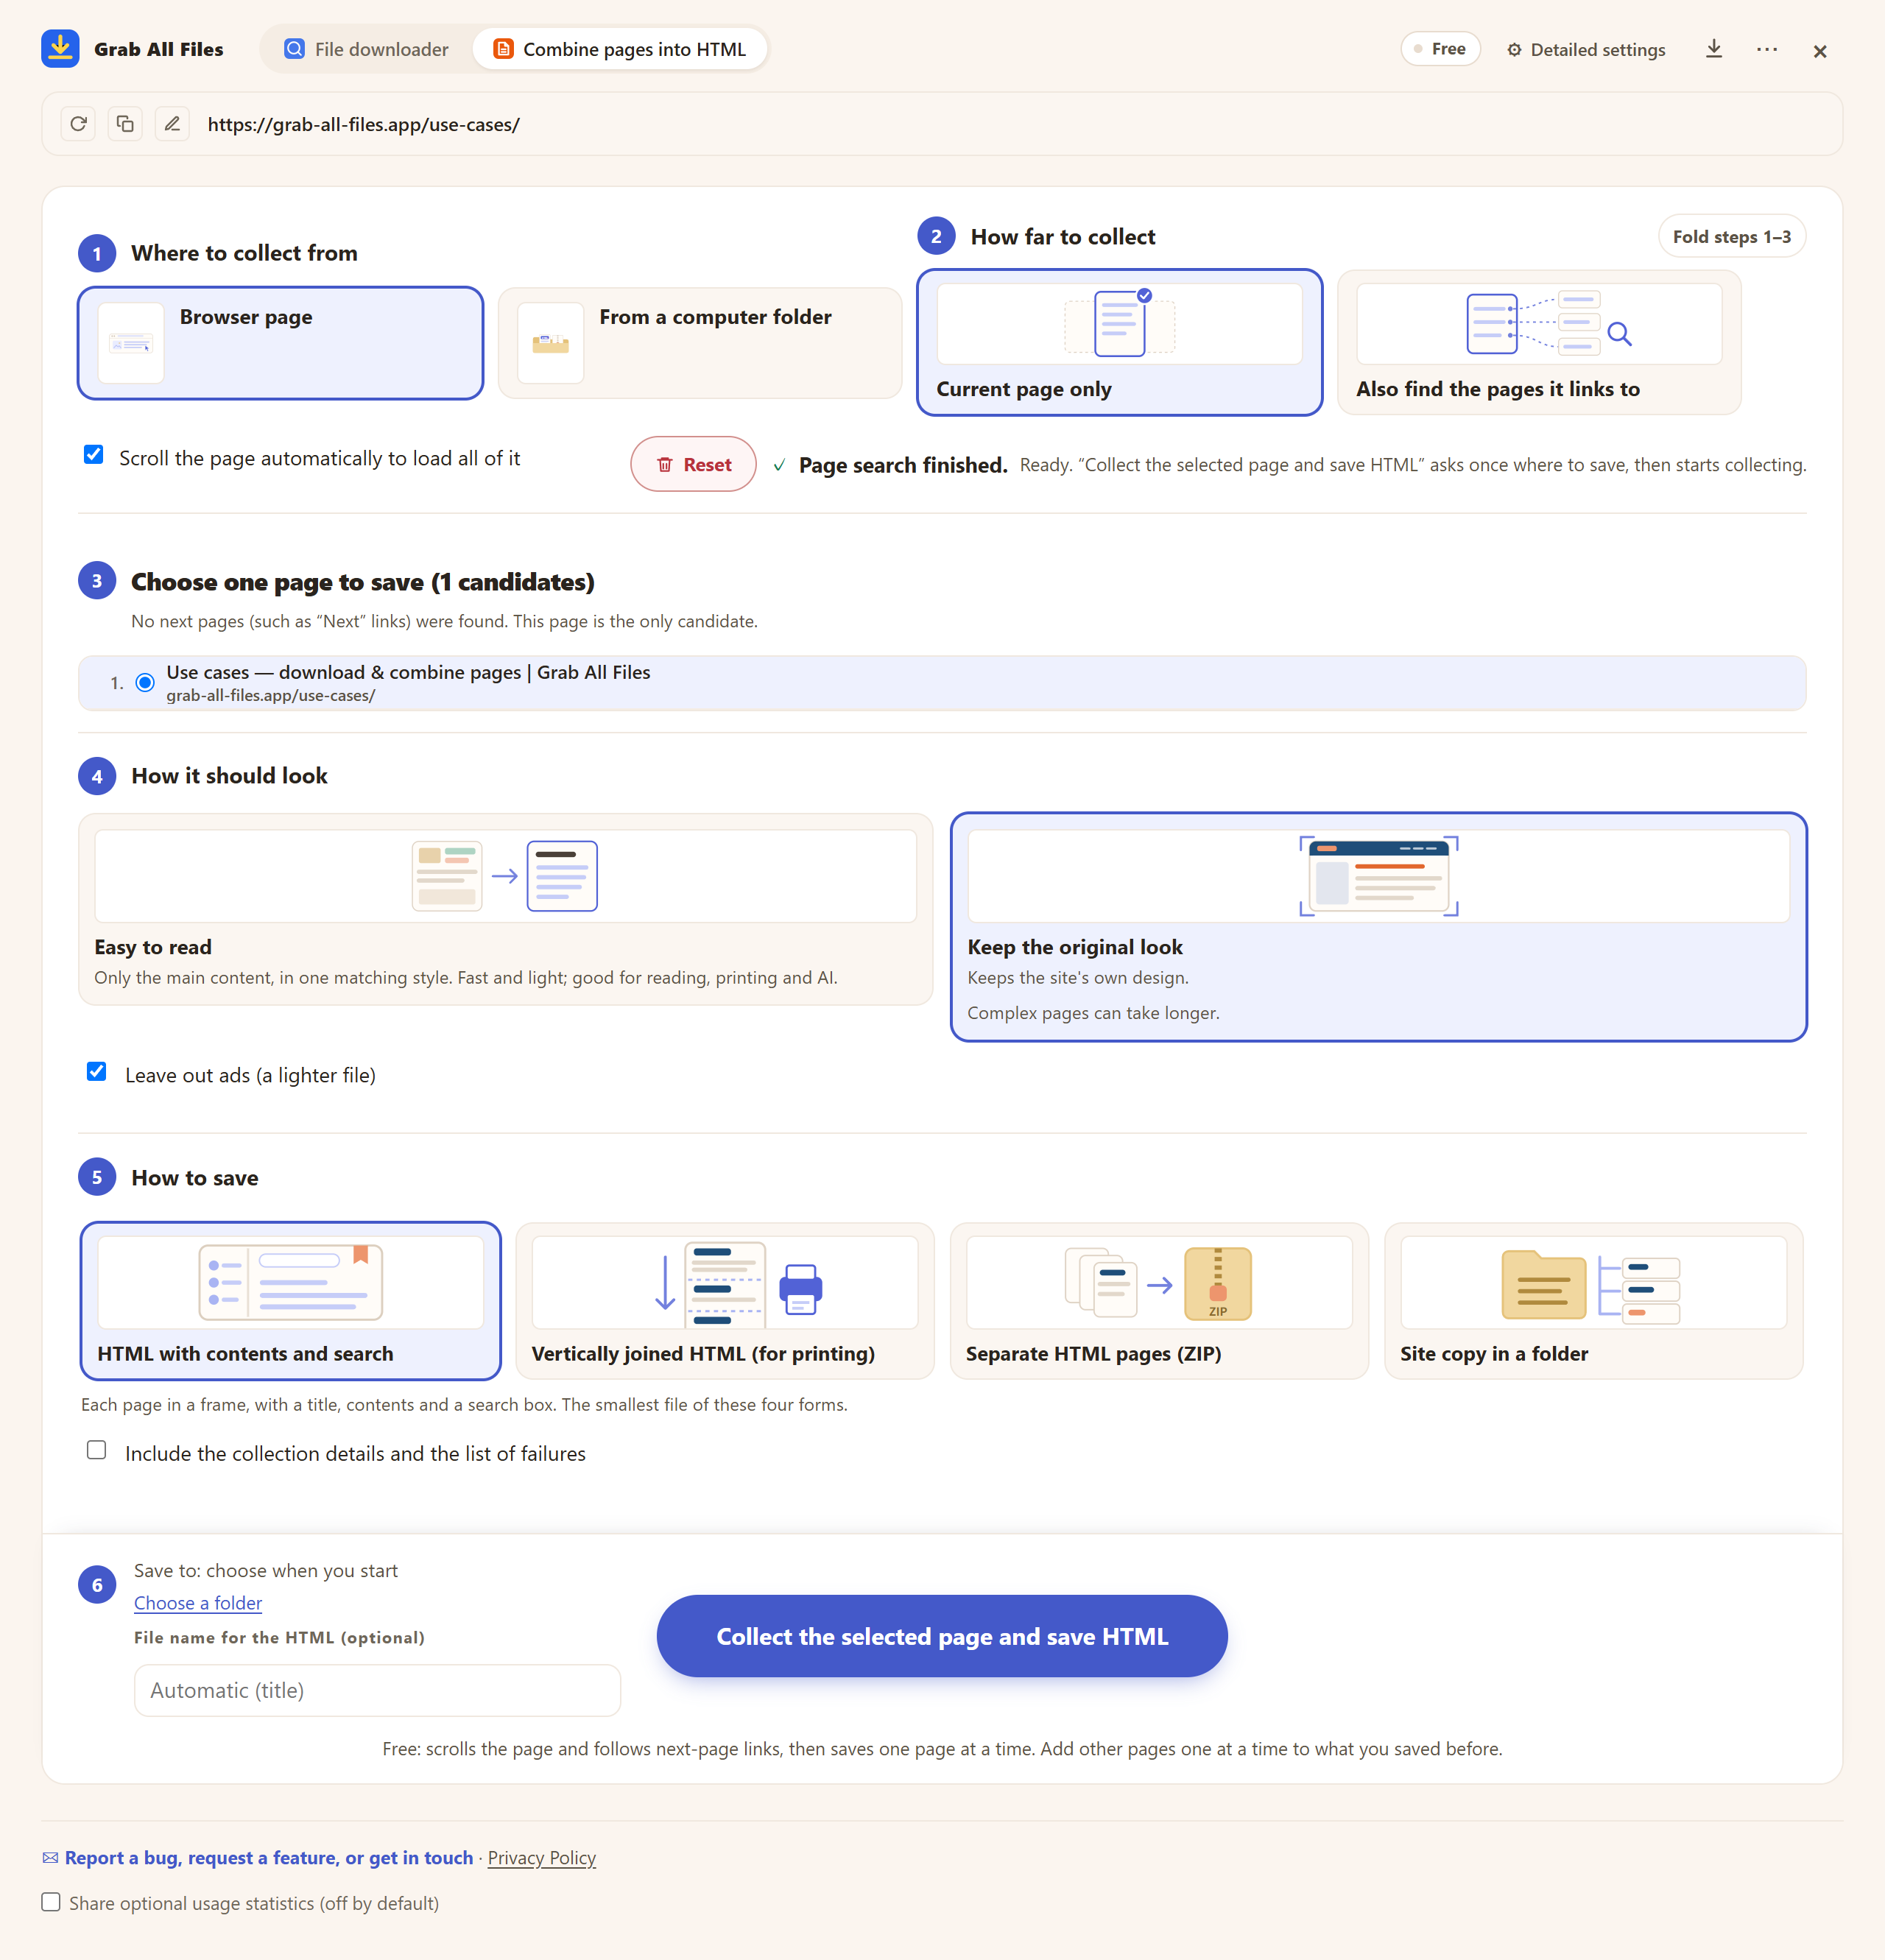 Grab All Files
File downloader
Combine pages into HTML
Free
Detailed settings
https://grab-all-files.app/use-cases/
1
Where to collect from
Browser page
From a computer folder
2
How far to collect
Fold steps 1–3
Current page only
Also find the pages it links to
Scroll the page automatically to load all of it
Reset
Page search finished. Ready. “Collect the selected page and save HTML” asks once where to save, then starts collecting.
3
Choose one page to save (1 candidates)
No next pages (such as “Next” links) were found. This page is the only candidate.
1.
Use cases — download & combine pages | Grab All Files
grab-all-files.app/use-cases/
4
How it should look
Easy to read
Only the main content, in one matching style. Fast and light; good for reading, printing and AI.
Keep the original look
Keeps the site's own design.
Complex pages can take longer.
Leave out ads (a lighter file)
5
How to save
HTML with contents and search
Vertically joined HTML (for printing)
ZIP
Separate HTML pages (ZIP)
Site copy in a folder
Each page in a frame, with a title, contents and a search box. The smallest file of these four forms.
Include the collection details and the list of failures
6
Save to: choose when you start
Choose a folder
File name for the HTML (optional)
Automatic (title)
Collect the selected page and save HTML
Free: scrolls the page and follows next-page links, then saves one page at a time. Add other pages one at a time to what you saved before.
Report a bug, request a feature, or get in touch · Privacy Policy
Share optional usage statistics (off by default)